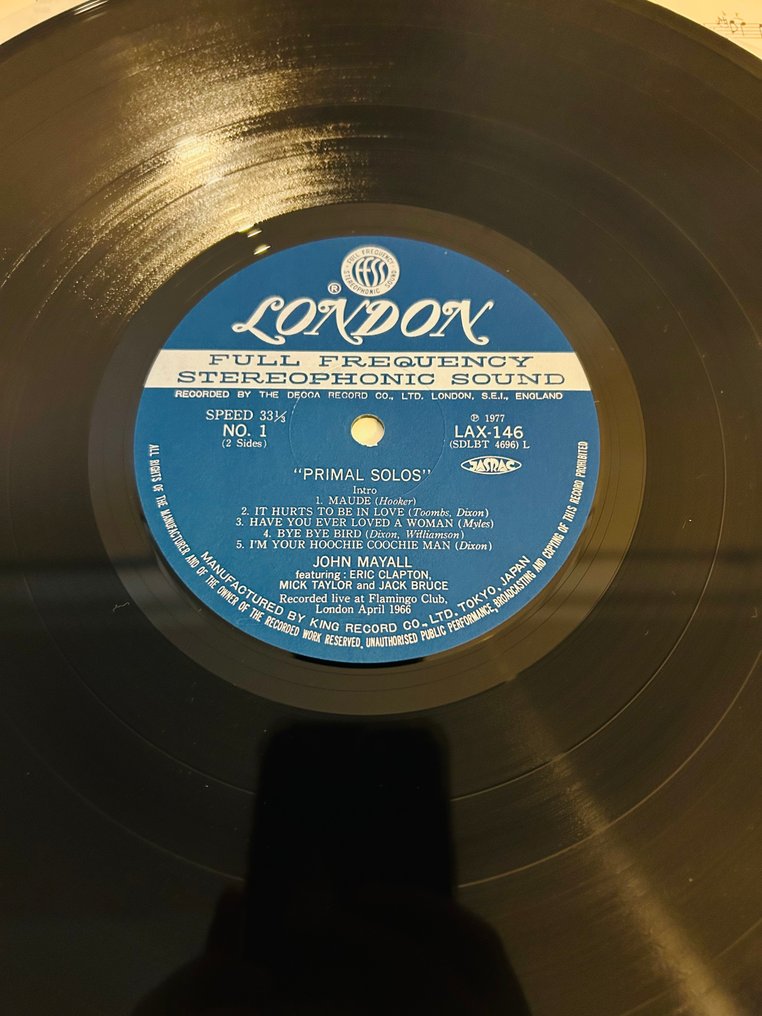 FULL FREQUENCY
ffss
STEREOPHONIC SOUND
®
LONDON
FULL FREQUENCY
STEREOPHONIC SOUND
RECORDED BY THE DECCA RECORD CO., LTD. LONDON, S.E.I., ENGLAND
SPEED 33⅓
NO. 1
(2 Sides)
℗ 1977
LAX-146
(SDLBT 4696) L
JASRAC
"PRIMAL SOLOS"
Intro
1. MAUDE (Hooker)
2. IT HURTS TO BE IN LOVE (Toombs, Dixon)
3. HAVE YOU EVER LOVED A WOMAN (Myles)
4. BYE BYE BIRD (Dixon, Williamson)
5. I'M YOUR HOOCHIE COOCHIE MAN (Dixon)
JOHN MAYALL
featuring : ERIC CLAPTON,
MICK TAYLOR and JACK BRUCE
Recorded live at Flamingo Club,
London April 1966
MANUFACTURED BY KING RECORD CO., LTD, TOKYO, JAPAN
ALL RIGHTS OF THE MANUFACTURER AND OF THE OWNER OF THE RECORDED WORK RESERVED. UNAUTHORISED PUBLIC PERFORMANCE, BROADCASTING AND COPYING OF THIS RECORD PROHIBITED